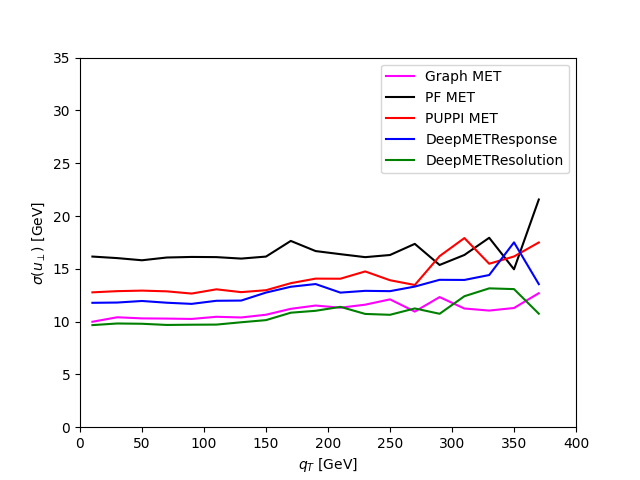 35
30
25
20
15
10
5
0
σ(u⊥) [GeV]
Graph MET
PF MET
PUPPI MET
DeepMETResponse
DeepMETResolution
0 50 100 150 200 250 300 350 400
qT [GeV]